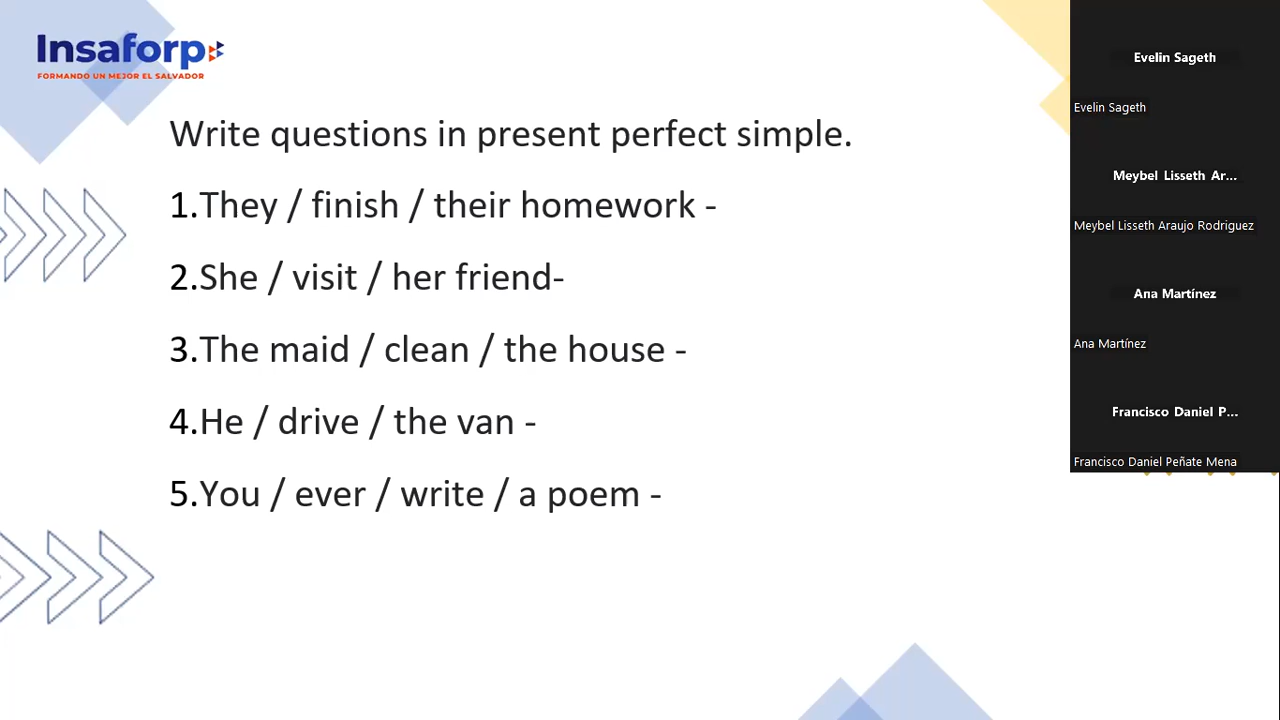 Insaforp
FORMANDO UN MEJOR EL SALVADOR
Write questions in present perfect simple.
1.They / finish / their homework -
2.She / visit / her friend-
3.The maid / clean / the house -
4.He / drive / the van -
5.You / ever / write / a poem -
Evelin Sageth
Evelin Sageth
Meybel Lisseth Ar...
Meybel Lisseth Araujo Rodriguez
Ana Martínez
Ana Martínez
Francisco Daniel P...
Francisco Daniel Peñate Mena